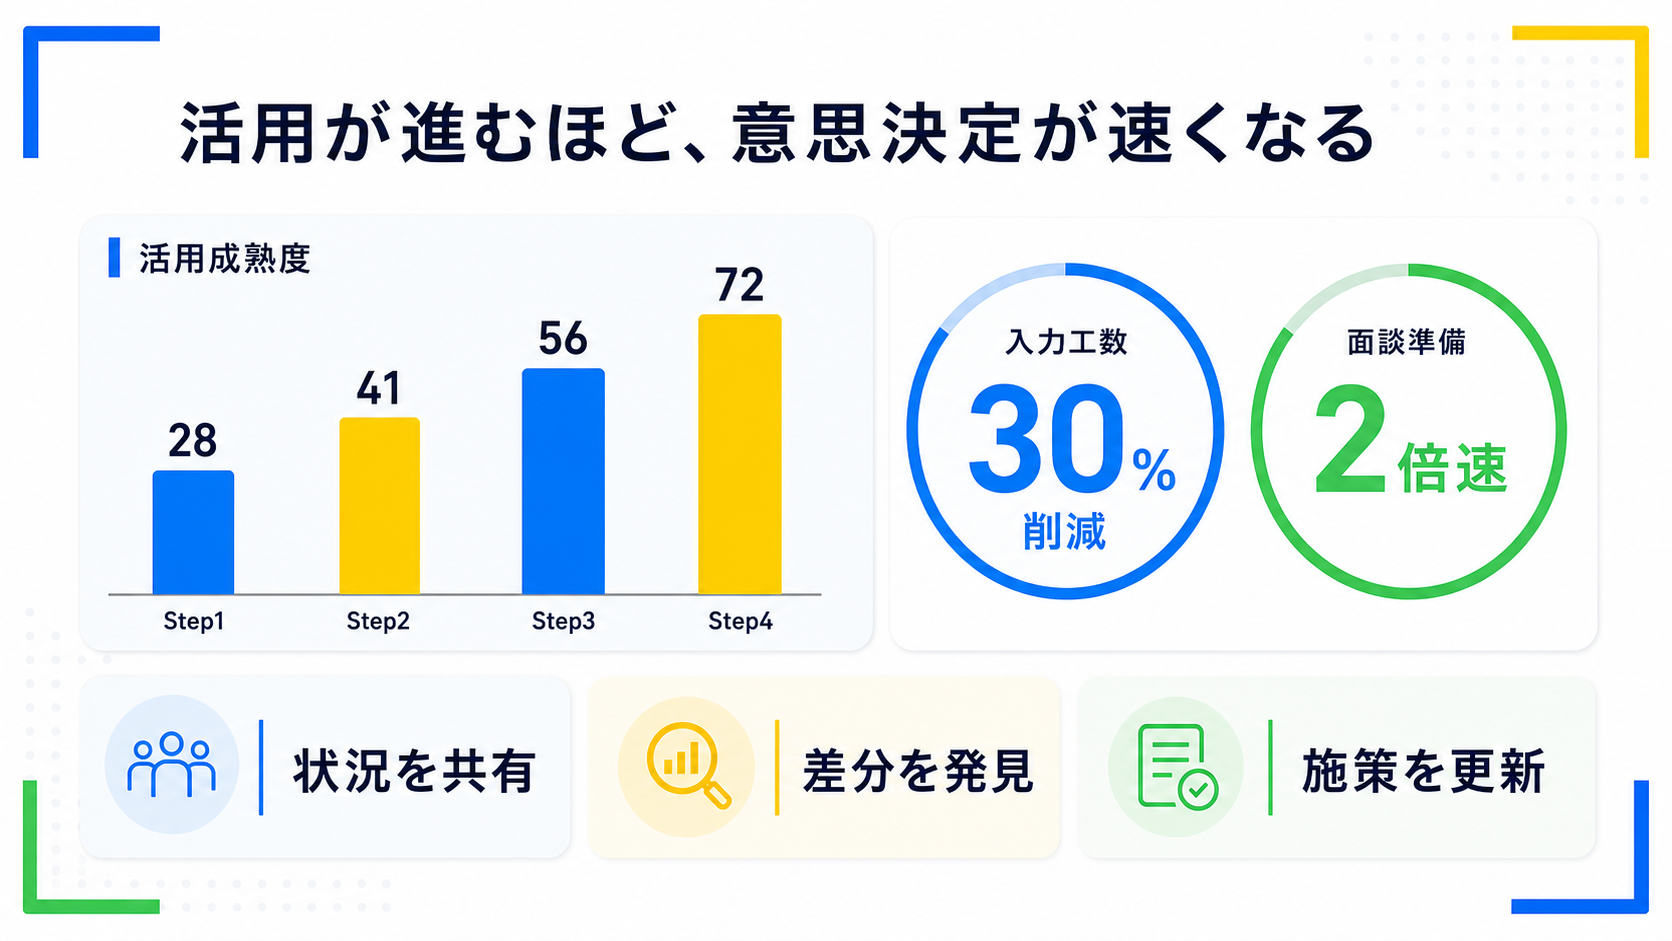 活用が進むほど、意思決定が速くなる
活用成熟度
28
41
56
72
Step1
Step2
Step3
Step4
入力工数
30%
削減
面談準備
2倍速
状況を共有
差分を発見
施策を更新